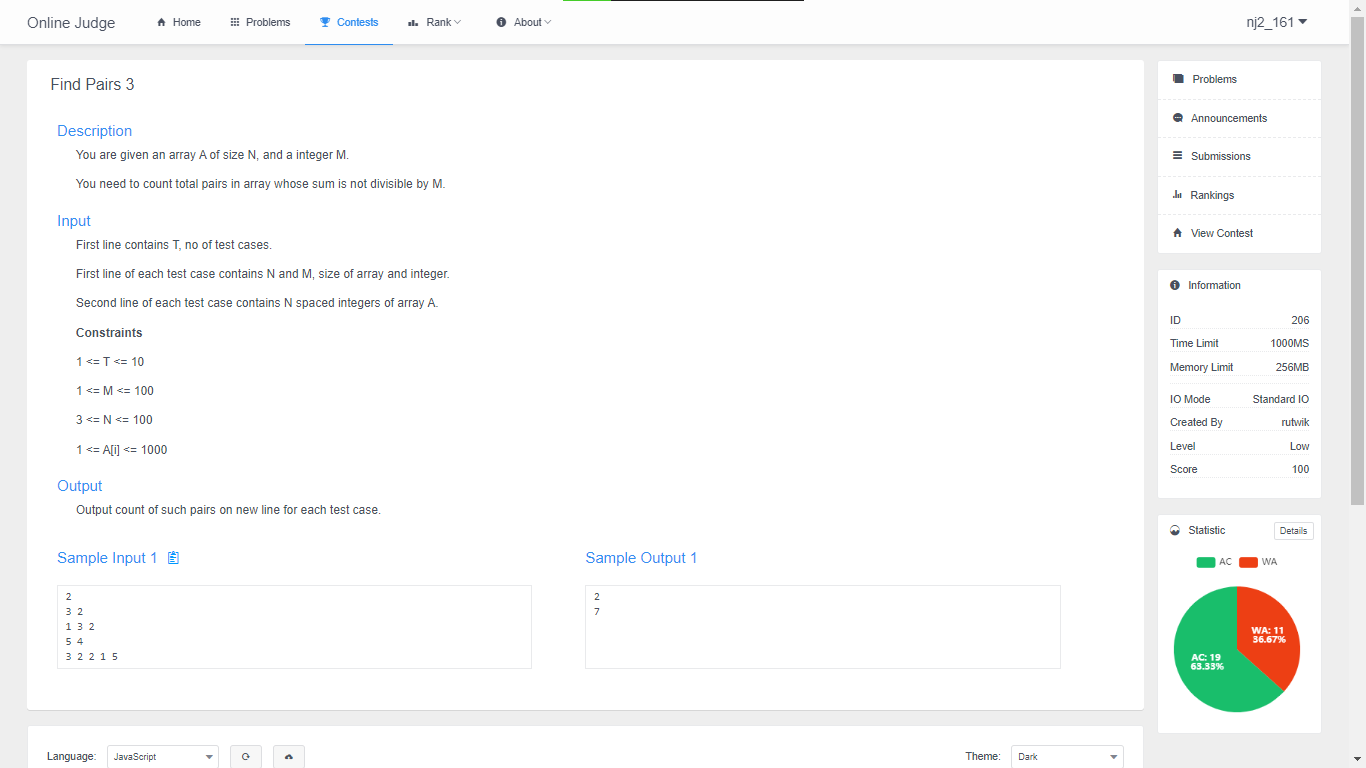 Online Judge
Home
Problems
Contests
Rank
About
nj2_161
Find Pairs 3
Description
You are given an array A of size N, and a integer M.
You need to count total pairs in array whose sum is not divisible by M.
Input
First line contains T, no of test cases.
First line of each test case contains N and M, size of array and integer.
Second line of each test case contains N spaced integers of array A.
Constraints
1 <= T <= 10
1 <= M <= 100
3 <= N <= 100
1 <= A[i] <= 1000
Output
Output count of such pairs on new line for each test case.
Sample Input 1
2
3 2
1 3 2
5 4
3 2 2 1 5
Sample Output 1
2
7
Language:
JavaScript
Theme:
Dark
Problems
Announcements
Submissions
Rankings
View Contest
Information
ID 206
Time Limit 1000MS
Memory Limit 256MB
IO Mode Standard IO
Created By rutwik
Level Low
Score 100
Statistic
Details
AC WA
WA: 11
36.67%
AC: 19
63.33%